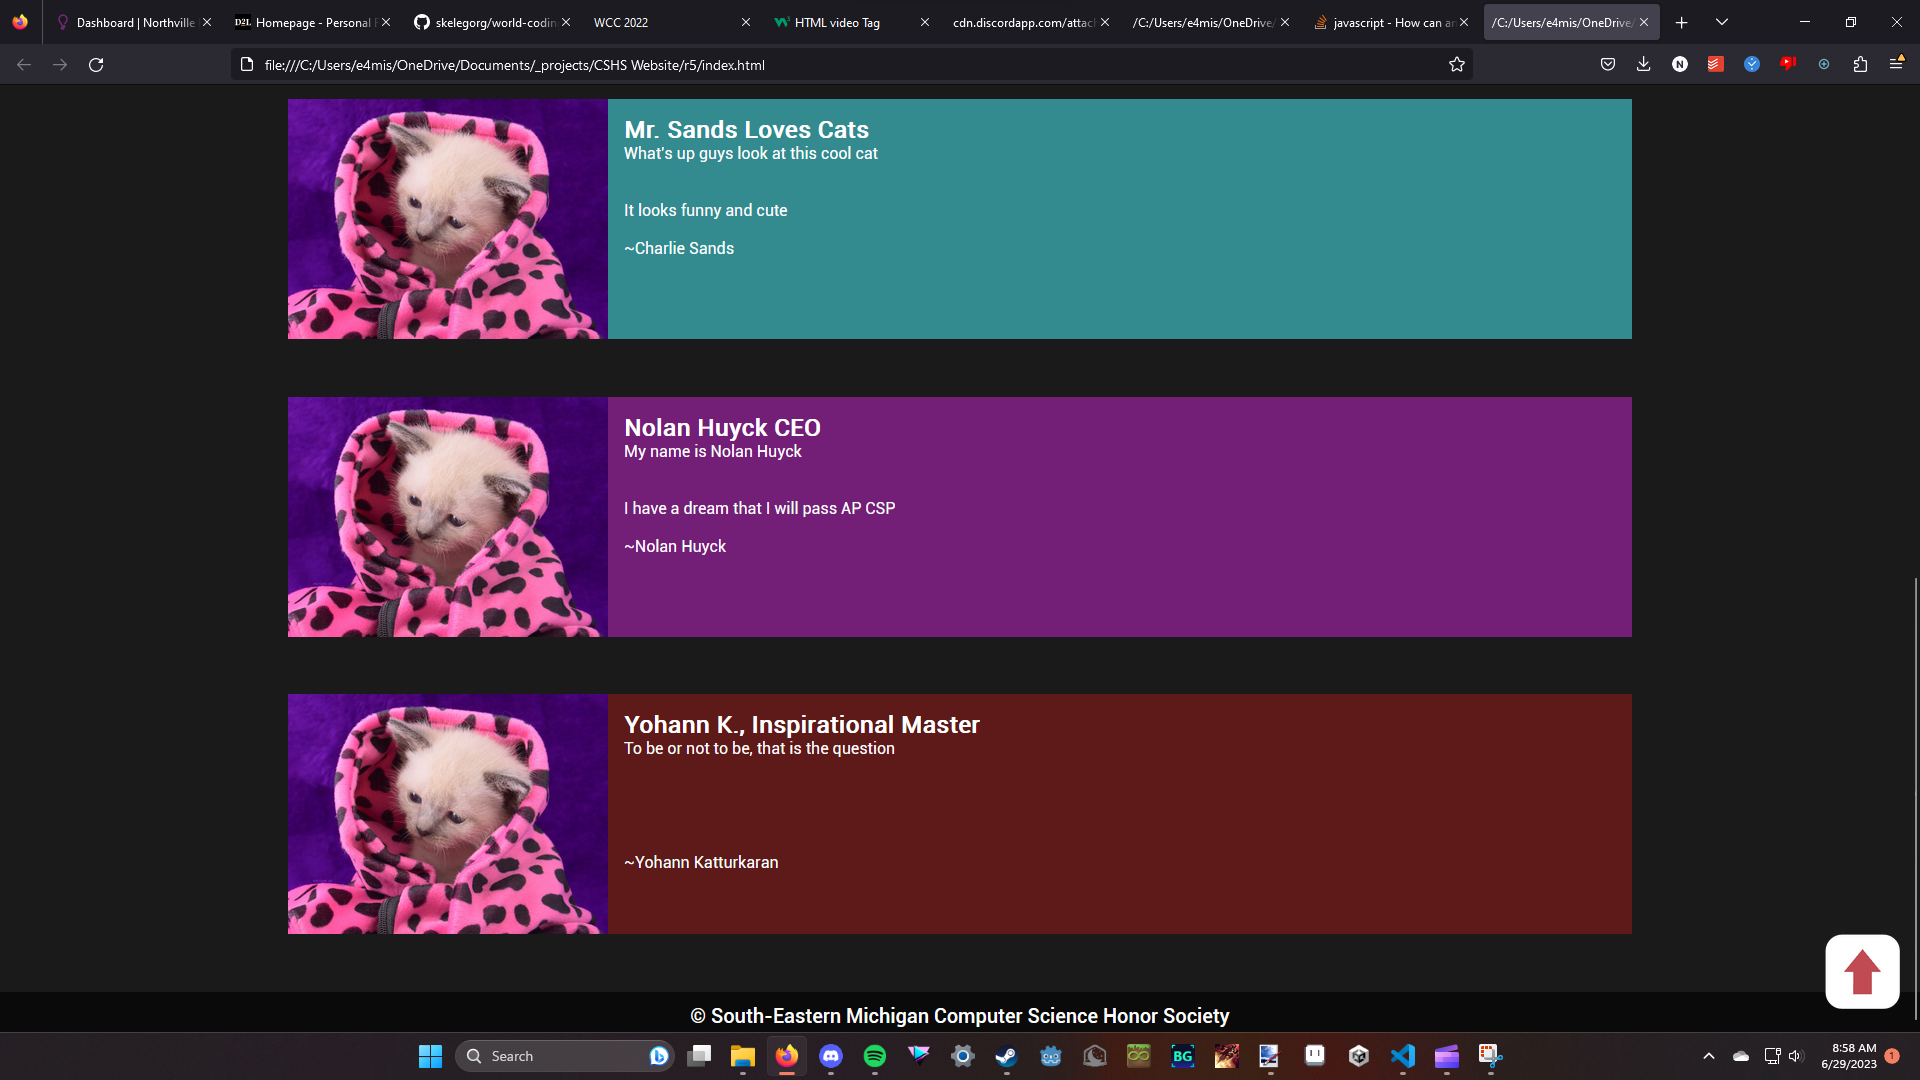 Dashboard | Northville
D2L Homepage - Personal F
skelegorg/world-codin
WCC 2022
HTML video Tag
cdn.discordapp.com/attach
/C:/Users/e4mis/OneDrive/
javascript - How can a
/C:/Users/e4mis/OneDrive/
file:///C:/Users/e4mis/OneDrive/Documents/_projects/CSHS Website/r5/index.html
N
Mr. Sands Loves Cats
What's up guys look at this cool cat
It looks funny and cute
~Charlie Sands
Nolan Huyck CEO
My name is Nolan Huyck
I have a dream that I will pass AP CSP
~Nolan Huyck
Yohann K., Inspirational Master
To be or not to be, that is the question
~Yohann Katturkaran
© South-Eastern Michigan Computer Science Honor Society
Search
BG
8:58 AM
6/29/2023
1